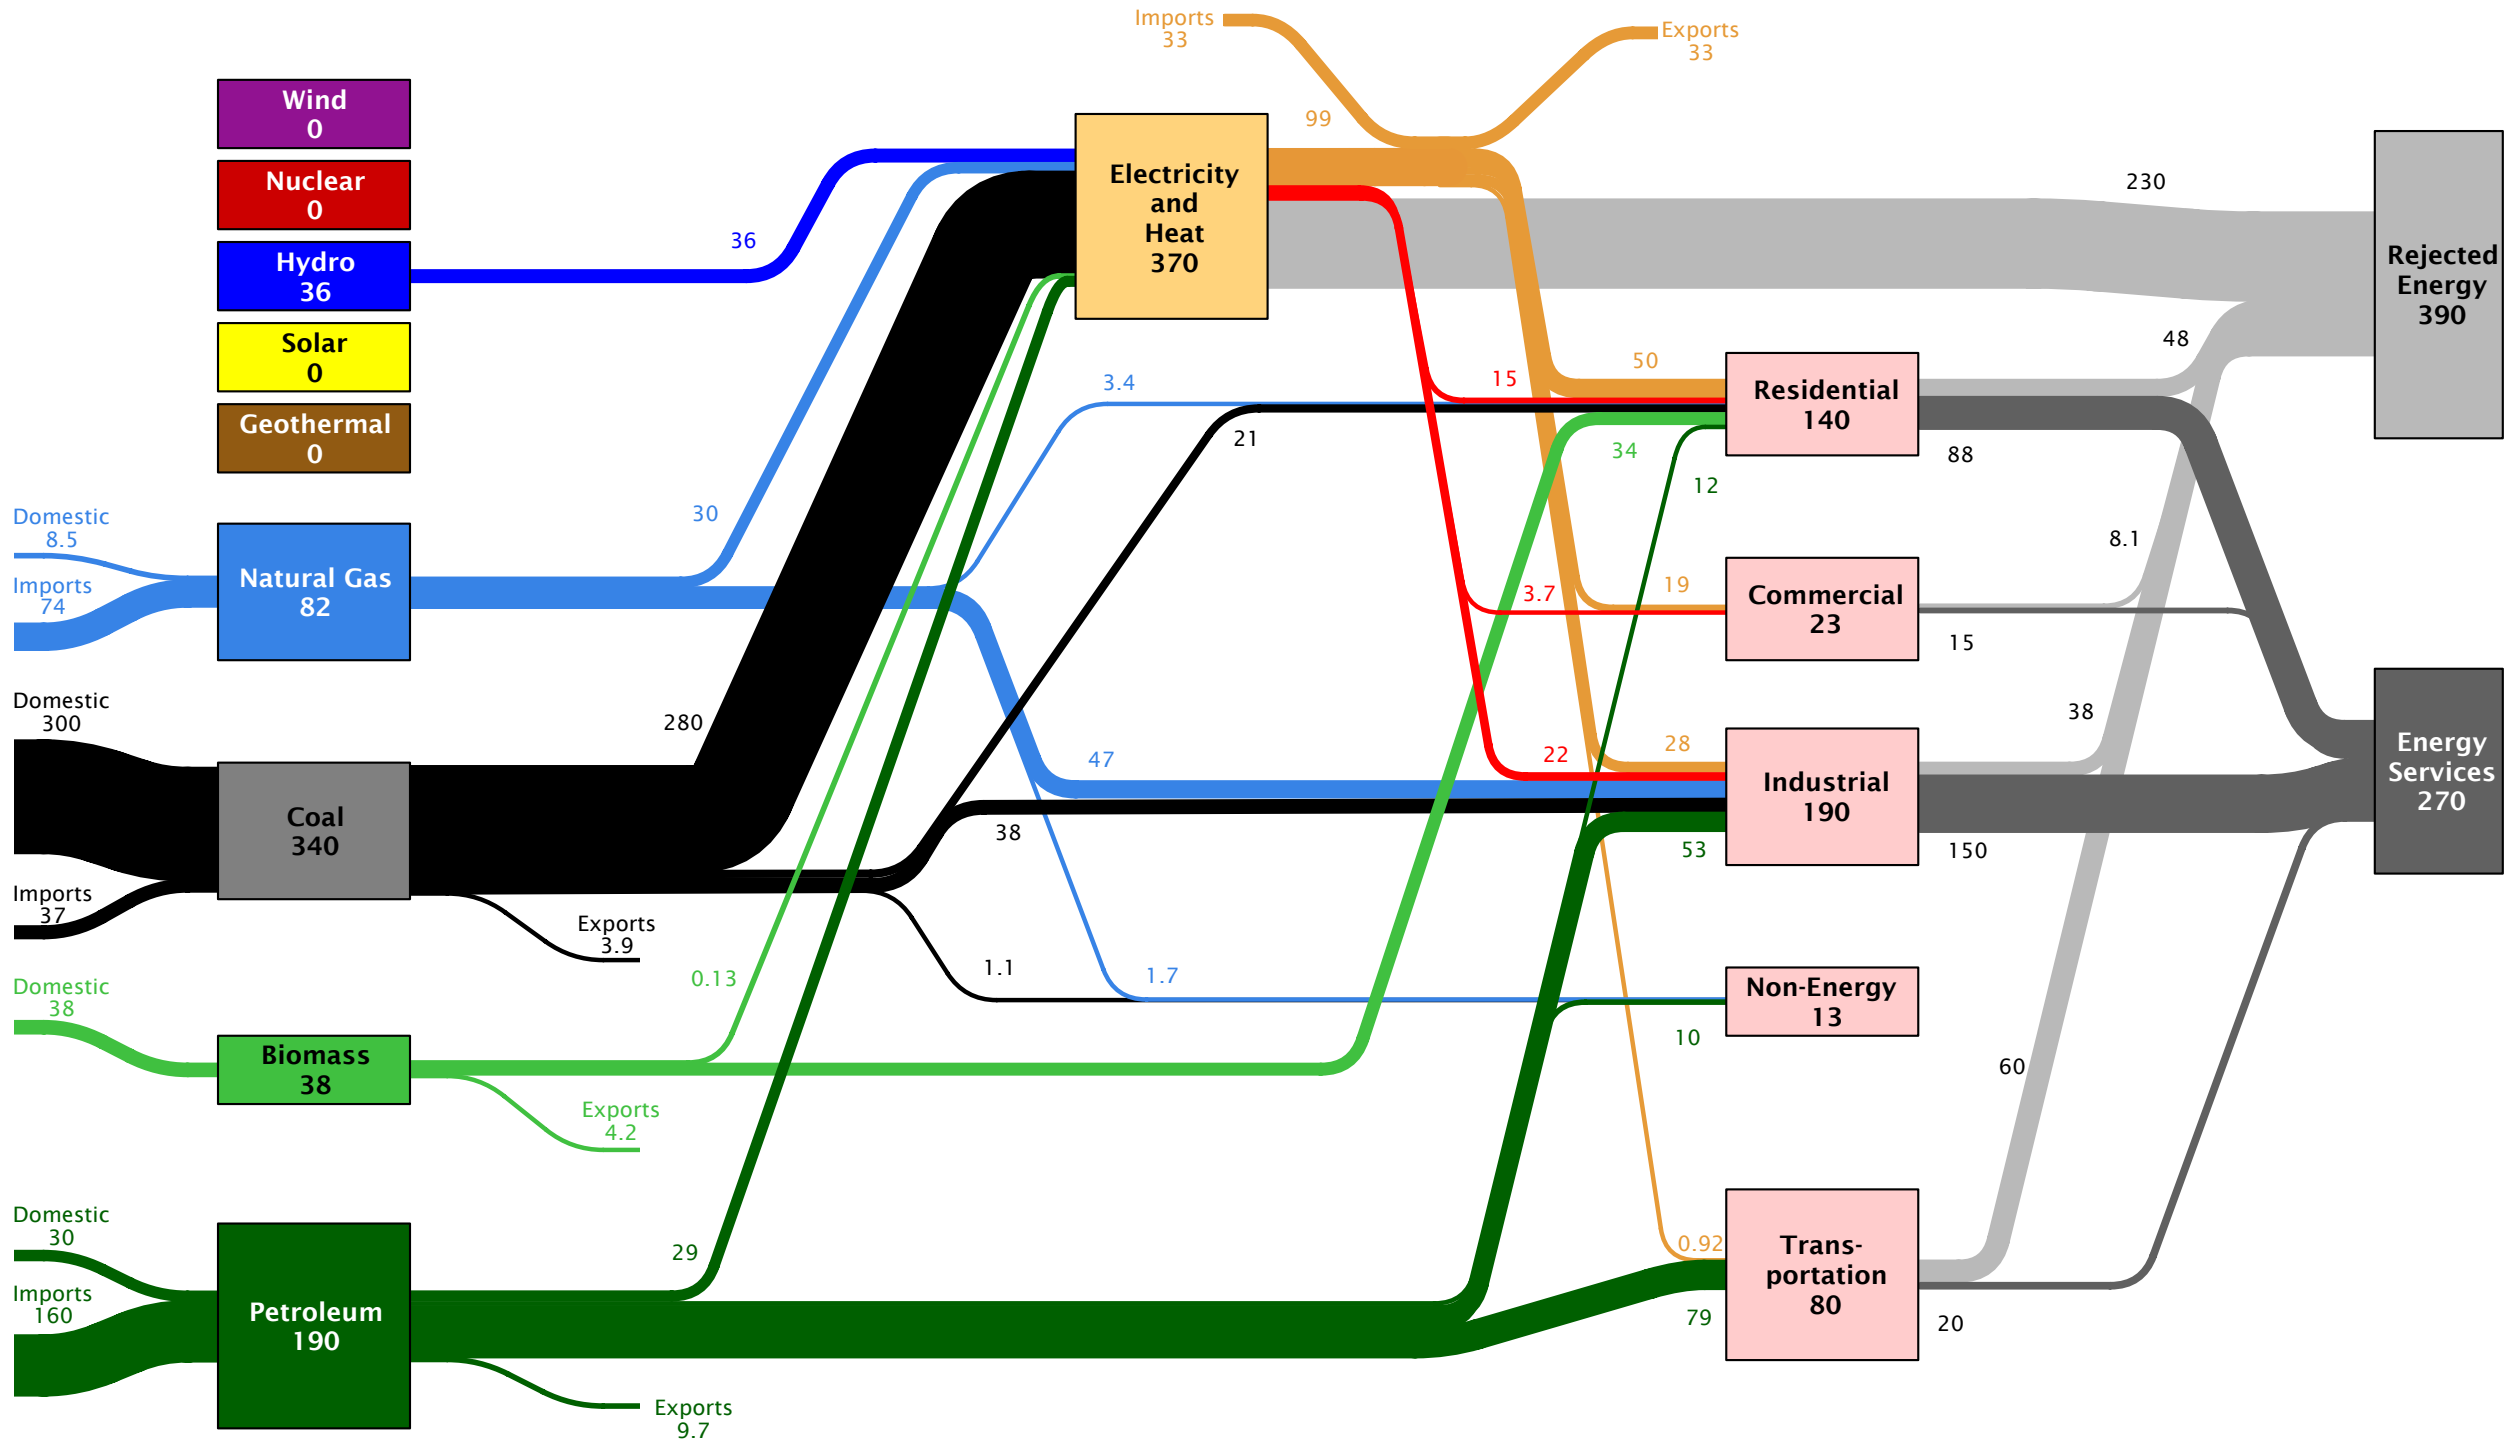 Imports
33
Exports
33
Wind
0
Nuclear
0
Hydro
36
Solar
0
Geothermal
0
36
Electricity
and
Heat
370
99
230
Rejected
Energy
390
48
50
15
3.4
21
34
12
Residential
140
88
Domestic
8.5
Imports
74
Natural Gas
82
30
3.7
19
Commercial
23
8.1
15
Domestic
300
Imports
37
Coal
340
280
47
38
22
28
53
Industrial
190
38
150
Energy
Services
270
Exports
3.9
1.1
1.7
10
Non-Energy
13
Domestic
38
Biomass
38
0.13
Exports
4.2
60
Domestic
30
Imports
160
Petroleum
190
29
Exports
9.7
0.92
79
Trans-
portation
80
20